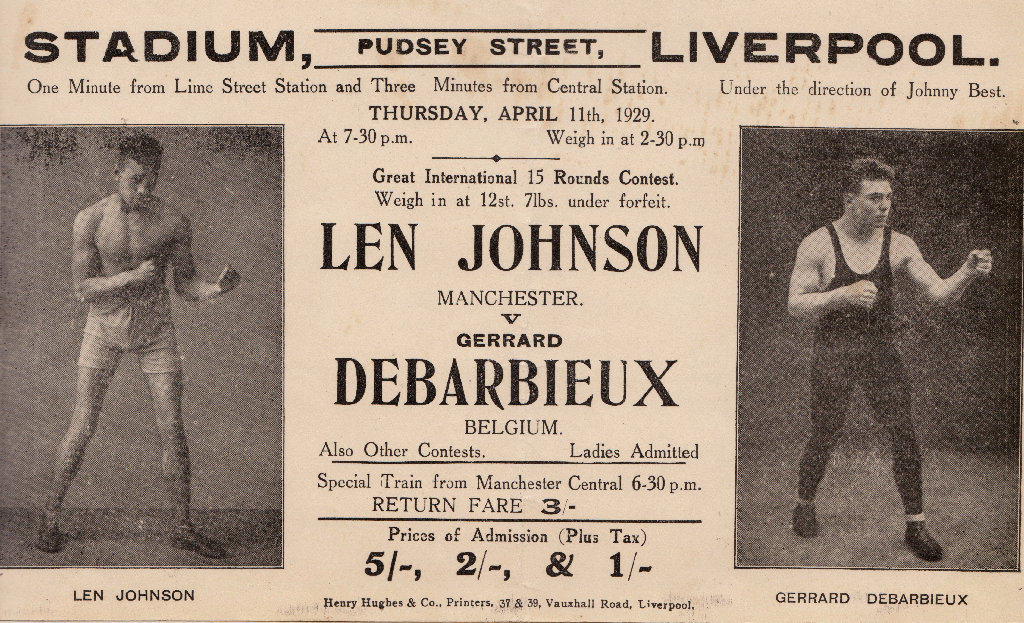 STADIUM, PUDSEY STREET, LIVERPOOL.
One Minute from Lime Street Station and Three Minutes from Central Station. Under the direction of Johnny Best.
THURSDAY, APRIL 11th, 1929.
At 7-30 p.m. Weigh in at 2-30 p.m
Great International 15 Rounds Contest.
Weigh in at 12st. 7lbs. under forfeit.
LEN JOHNSON
MANCHESTER.
V
GERRARD
DEBARBIEUX
BELGIUM.
Also Other Contests. Ladies Admitted
Special Train from Manchester Central 6-30 p.m.
RETURN FARE 3/-
Prices of Admission (Plus Tax)
5/-, 2/-, & 1/-
LEN JOHNSON
GERRARD DEBARBIEUX
Henry Hughes & Co., Printers, 37 & 39, Vauxhall Road, Liverpool.